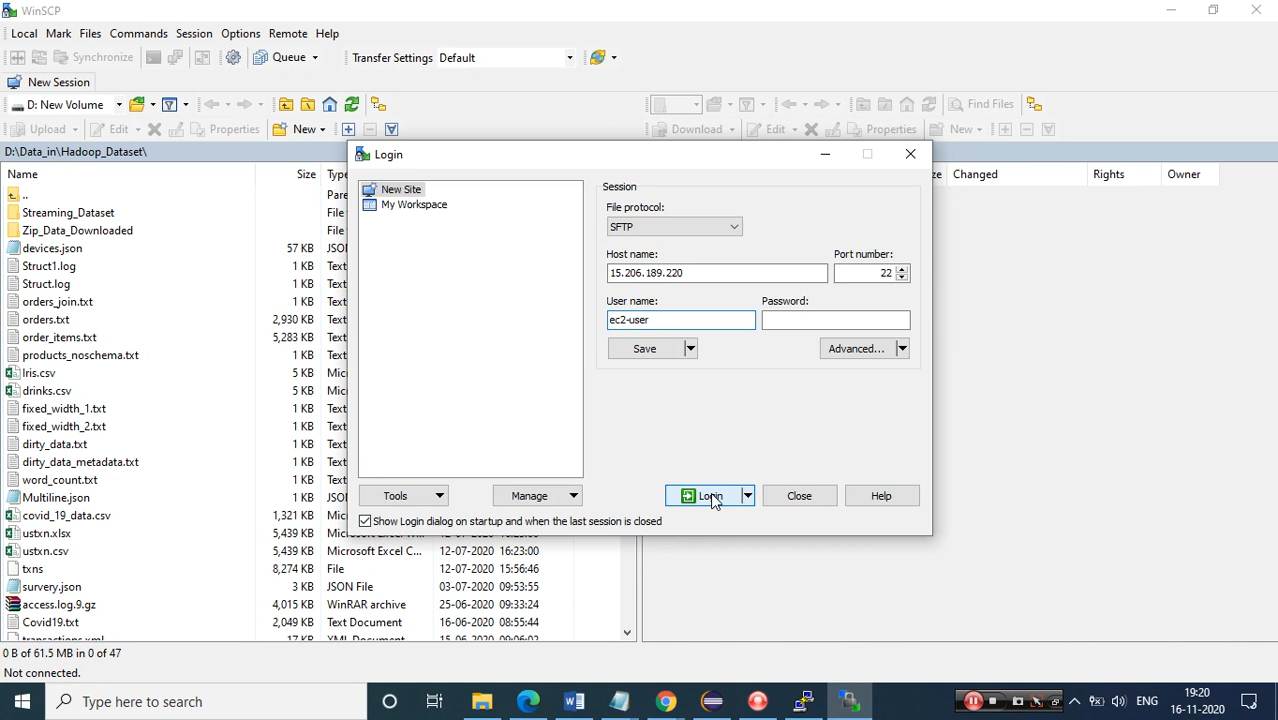 WinSCP
Local Mark Files Commands Session Options Remote Help
Synchronize Queue Transfer Settings Default
New Session
D: New Volume Find Files
Upload Edit Properties New Download Edit Properties New
D:\Data_in\Hadoop_Dataset\
Name Size Changed Rights Owner
..
Streaming_Dataset
Zip_Data_Downloaded
devices.json 57 KB
Struct1.log 1 KB
Struct.log 1 KB
orders_join.txt 1 KB
orders.txt 2,930 KB
order_items.txt 5,283 KB
products_noschema.txt 1 KB
Iris.csv 5 KB
drinks.csv 5 KB
fixed_width_1.txt 1 KB
fixed_width_2.txt 1 KB
dirty_data.txt 1 KB
dirty_data_metadata.txt 1 KB
word_count.txt 1 KB
Multiline.json 1 KB
covid_19_data.csv 1,321 KB
ustxn.xlsx 5,439 KB
ustxn.csv 5,439 KB Microsoft Excel C... 12-07-2020 16:23:00
txns 8,274 KB File 12-07-2020 15:56:46
survery.json 3 KB JSON File 03-07-2020 09:53:55
access.log.9.gz 4,015 KB WinRAR archive 25-06-2020 09:33:24
Covid19.txt 2,049 KB Text Document 16-06-2020 08:55:44
Login
New Site
My Workspace
Session
File protocol:
SFTP
Host name: Port number:
15.206.189.220 22
User name: Password:
ec2-user
Save Advanced...
Tools Manage Login Close Help
Show Login dialog on startup and when the last session is closed
0 B of 61.5 MB in 0 of 47
Not connected.
Type here to search
ENG
19:20
16-11-2020